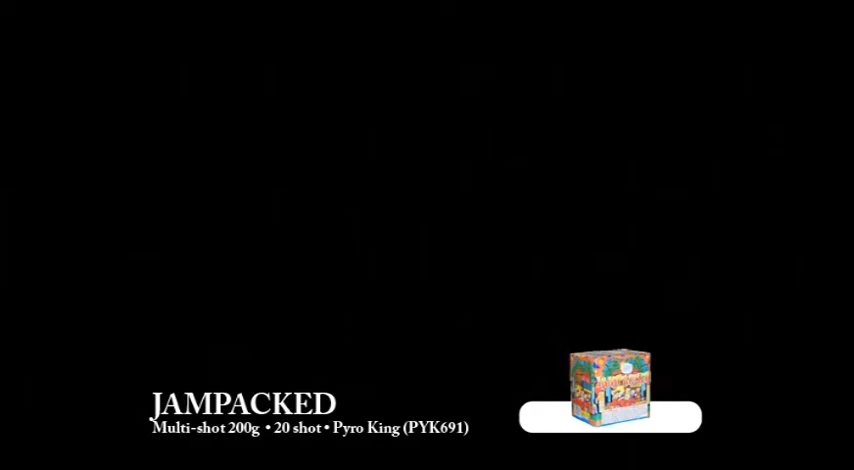 JAMPACKED
Multi-shot 200g • 20 shot • Pyro King (PYK691)